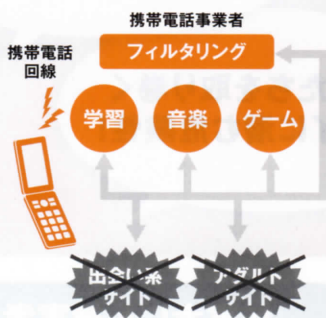 携帯電話事業者
フィルタリング
携帯電話
回線
学習
音楽
ゲーム
出会い系
サイト
アダルト
サイト